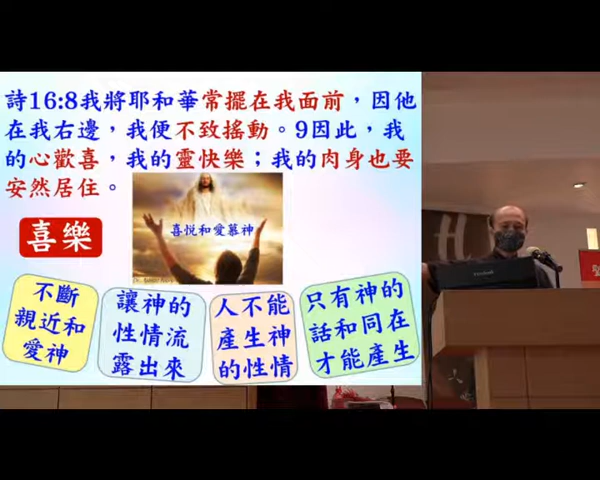 詩16:8我將耶和華常擺在我面前，因他
在我右邊，我便不致搖動。9因此，我
的心歡喜，我的靈快樂；我的肉身也要
安然居住。
喜悦和愛慕神
喜樂
不斷
親近和
愛神
讓神的
性情流
露出來
人不能
產生神
的性情
只有神的
話和同在
才能產生